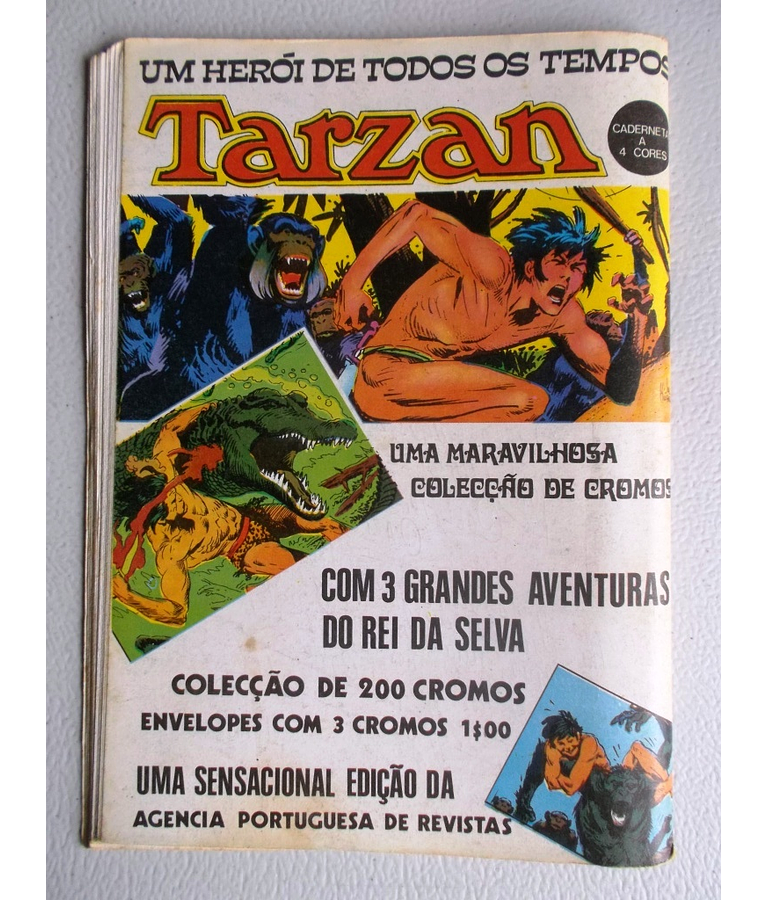 UM HERÓI DE TODOS OS TEMPOS
Tarzan
CADERNETA
A
4 CORES
UMA MARAVILHOSA
COLECÇÃO DE CROMOS
COM 3 GRANDES AVENTURAS
DO REI DA SELVA
COLECÇÃO DE 200 CROMOS
ENVELOPES COM 3 CROMOS 1$00
UMA SENSACIONAL EDIÇÃO DA
AGENCIA PORTUGUESA DE REVISTAS